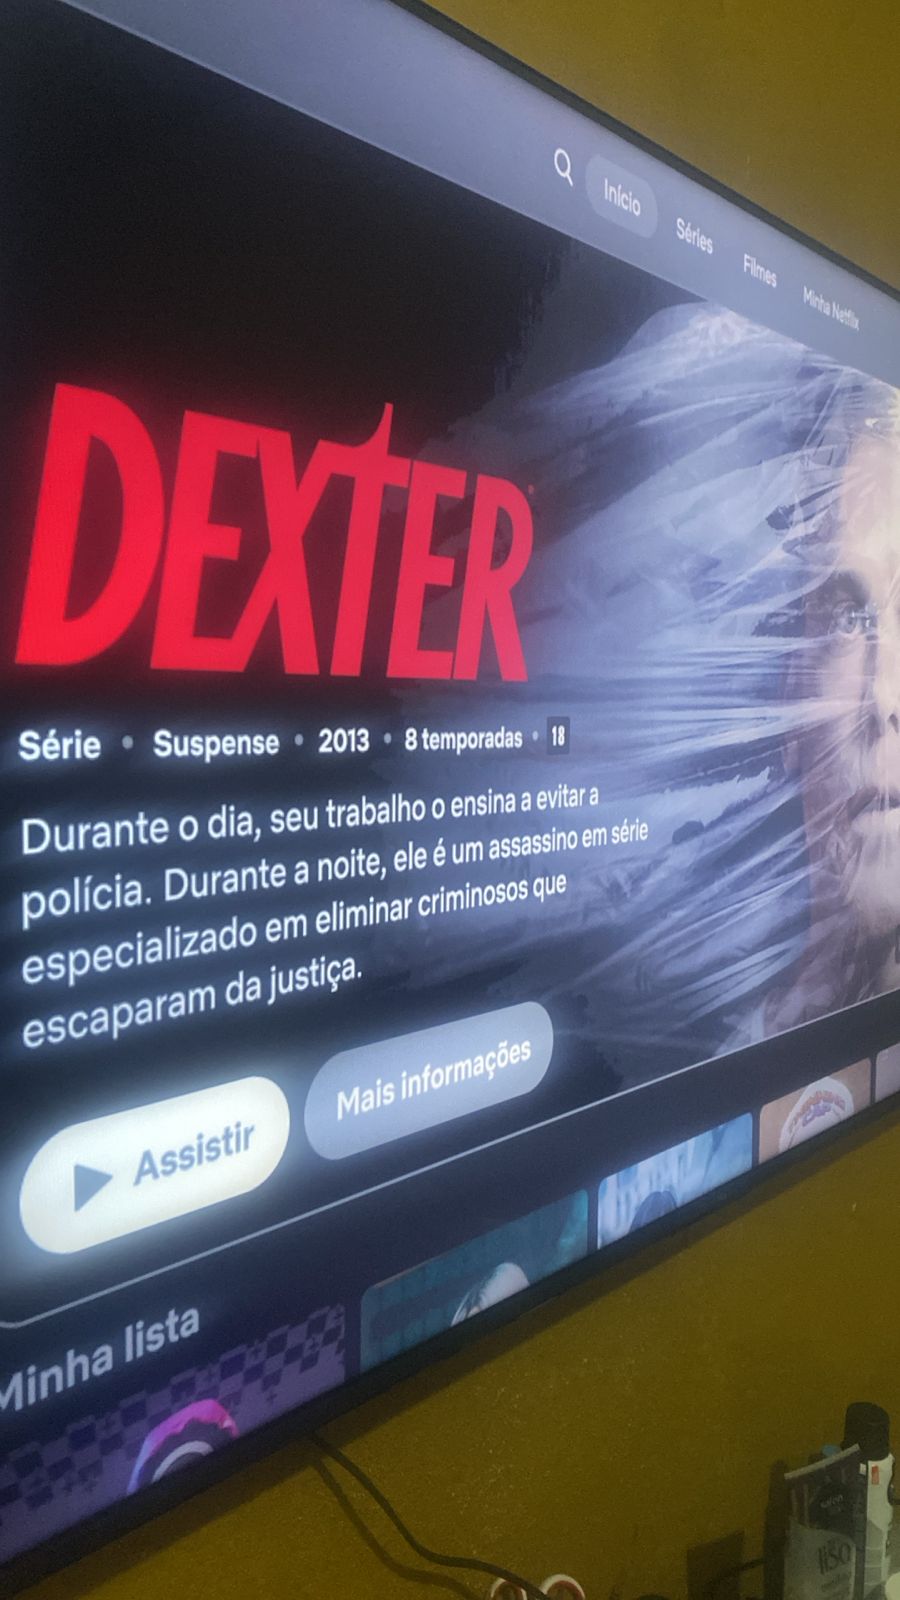 Início
Séries
Filmes
Minha Netflix
DEXTER
Série • Suspense • 2013 • 8 temporadas • 18
Durante o dia, seu trabalho o ensina a evitar a
polícia. Durante a noite, ele é um assassino em série
especializado em eliminar criminosos que
escaparam da justiça.
Assistir
Mais informações
Minha lista
liso